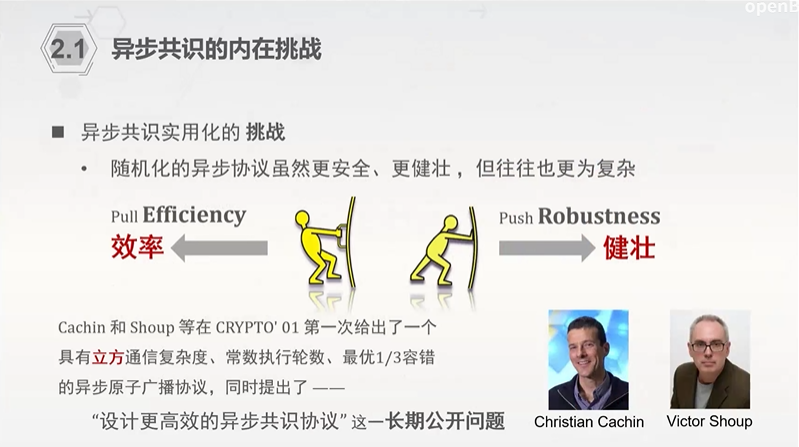 openB
2.1 异步共识的内在挑战
■ 异步共识实用化的 挑战
• 随机化的异步协议虽然更安全、更健壮 ，但往往也更为复杂
Pull Efficiency
效率
Push Robustness
健壮
Cachin 和 Shoup 等在 CRYPTO' 01 第一次给出了一个
具有立方通信复杂度、常数执行轮数、最优1/3容错
的异步原子广播协议，同时提出了 ——
“设计更高效的异步共识协议” 这一长期公开问题
Christian Cachin
Victor Shoup